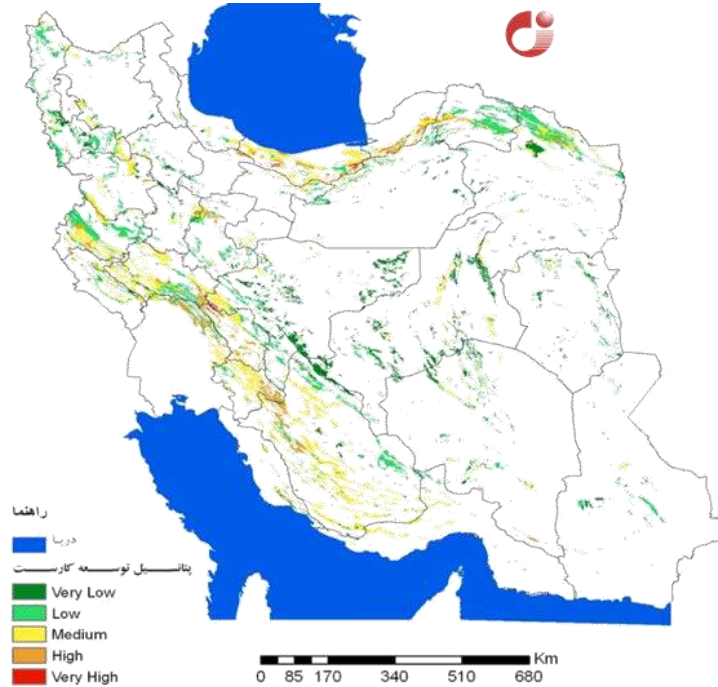 راهنما
دریا
پتانسیل توسعه کارست
Very Low
Low
Medium
High
Very High
Km
0 85 170 340 510 680